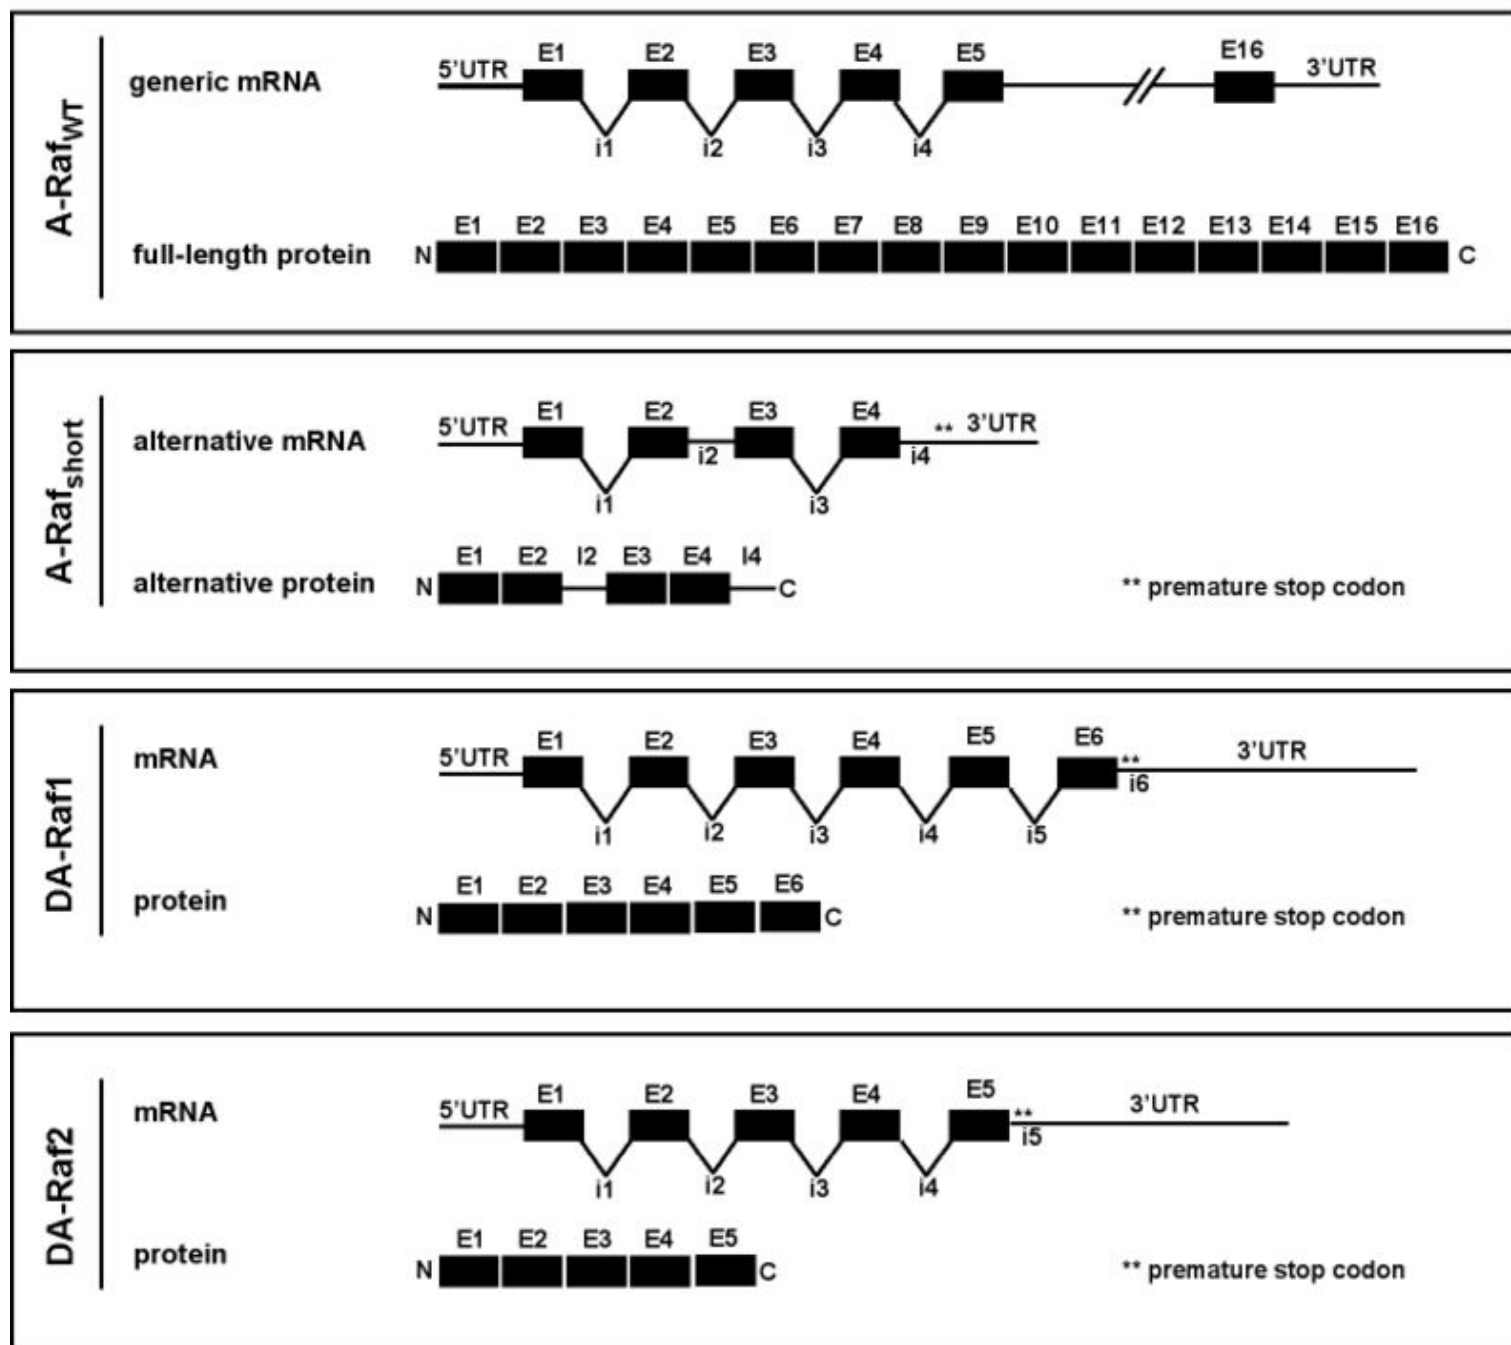 A-RafWT
generic mRNA
5'UTR E1 E2 E3 E4 E5 E16 3'UTR
i1 i2 i3 i4
full-length protein
E1 E2 E3 E4 E5 E6 E7 E8 E9 E10 E11 E12 E13 E14 E15 E16
N C
A-Rafshort
alternative mRNA
5'UTR E1 E2 E3 E4 ** 3'UTR
i2 i4
i1 i3
alternative protein
E1 E2 I2 E3 E4 I4
N C
** premature stop codon
DA-Raf1
mRNA
5'UTR E1 E2 E3 E4 E5 E6 ** 3'UTR
i6
i1 i2 i3 i4 i5
protein
E1 E2 E3 E4 E5 E6
N C
** premature stop codon
DA-Raf2
mRNA
5'UTR E1 E2 E3 E4 E5 ** 3'UTR
i5
i1 i2 i3 i4
protein
E1 E2 E3 E4 E5
N C
** premature stop codon